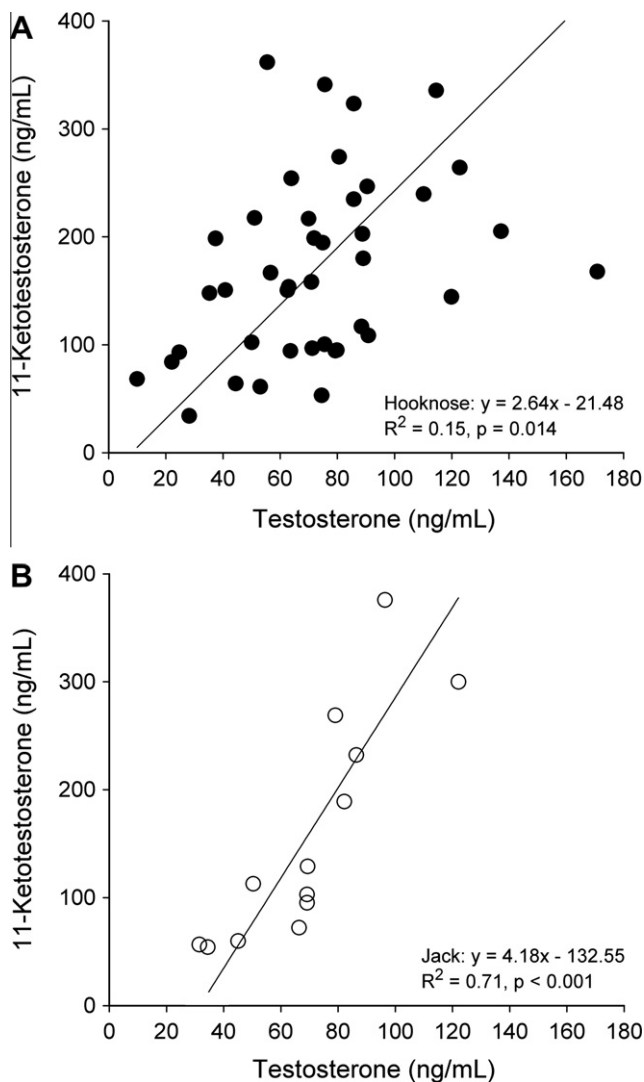 A
400
300
200
100
0
11-Ketotestosterone (ng/mL)
Hooknose: y = 2.64x - 21.48
R² = 0.15, p = 0.014
0 20 40 60 80 100 120 140 160 180
Testosterone (ng/mL)
B
400
300
200
100
0
11-Ketotestosterone (ng/mL)
Jack: y = 4.18x - 132.55
R² = 0.71, p < 0.001
0 20 40 60 80 100 120 140 160 180
Testosterone (ng/mL)